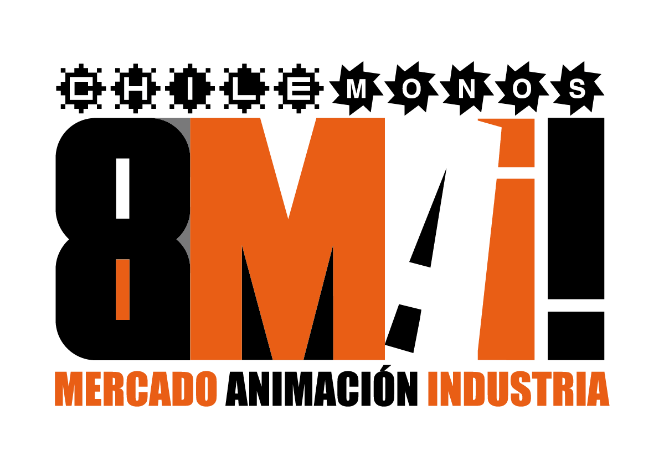 CHILEMONOS
8MAI!
MERCADO ANIMACIÓN INDUSTRIA